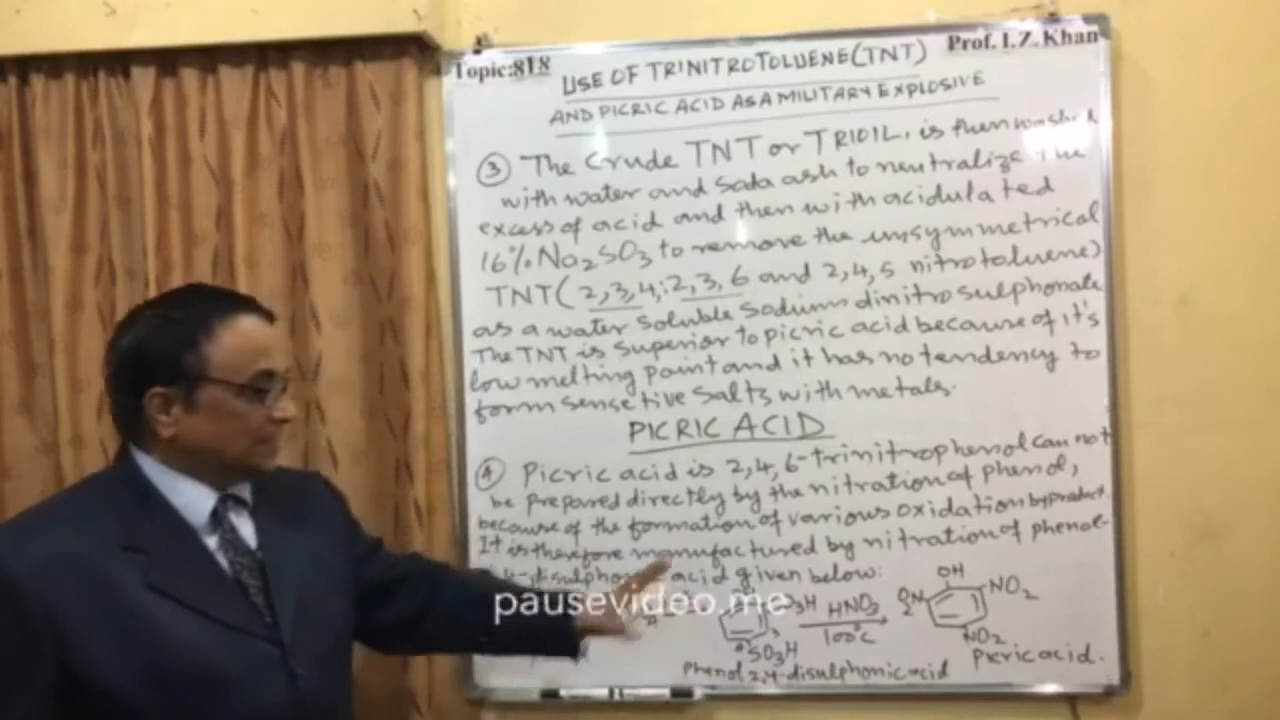 Topic:818
Prof. I.Z. Khan
USE OF TRINITROTOLUENE(TNT)
AND PICRIC ACID AS A MILITARY EXPLOSIVE
③ The Crude TNT or TRIOIL, is then washed
with water and Soda ash to neutralize the
excess of acid and then with acidulated
16% Na2SO3 to remove the unsymmetrical
TNT (2,3,4,; 2,3,6 and 2,4,5 nitrotoluene)
as a water soluble Sodium dinitro sulphonate
The TNT is superior to picric acid because of it's
low melting point and it has no tendency to
form sensetive salts with metals.
PICRIC ACID
④ Picric acid is 2,4,6-trinitrophenol can not
be prepared directly by the nitration of phenol,
because of the formation of various oxidation byproduct.
It is therefore manufactured by nitration of phenol-
acid given below:
pausevideo.me
OH
O2N
NO2
NO2
HNO3
100°C
SO3H
Phenol 2,4-disulphonic acid
Picric acid.